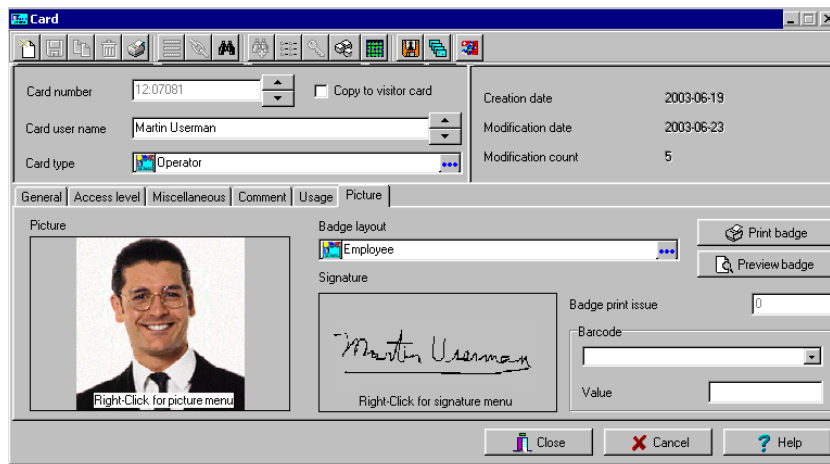 Card
Card number 12:07081 Copy to visitor card
Card user name Martin Userman
Card type Operator
Creation date 2003-06-19
Modification date 2003-06-23
Modification count 5
General Access level Miscellaneous Comment Usage Picture
Picture
Right-Click for picture menu
Badge layout
Employee
Signature
Martin Userman
Right-Click for signature menu
Print badge
Preview badge
Badge print issue 0
Barcode
Value
Close Cancel Help